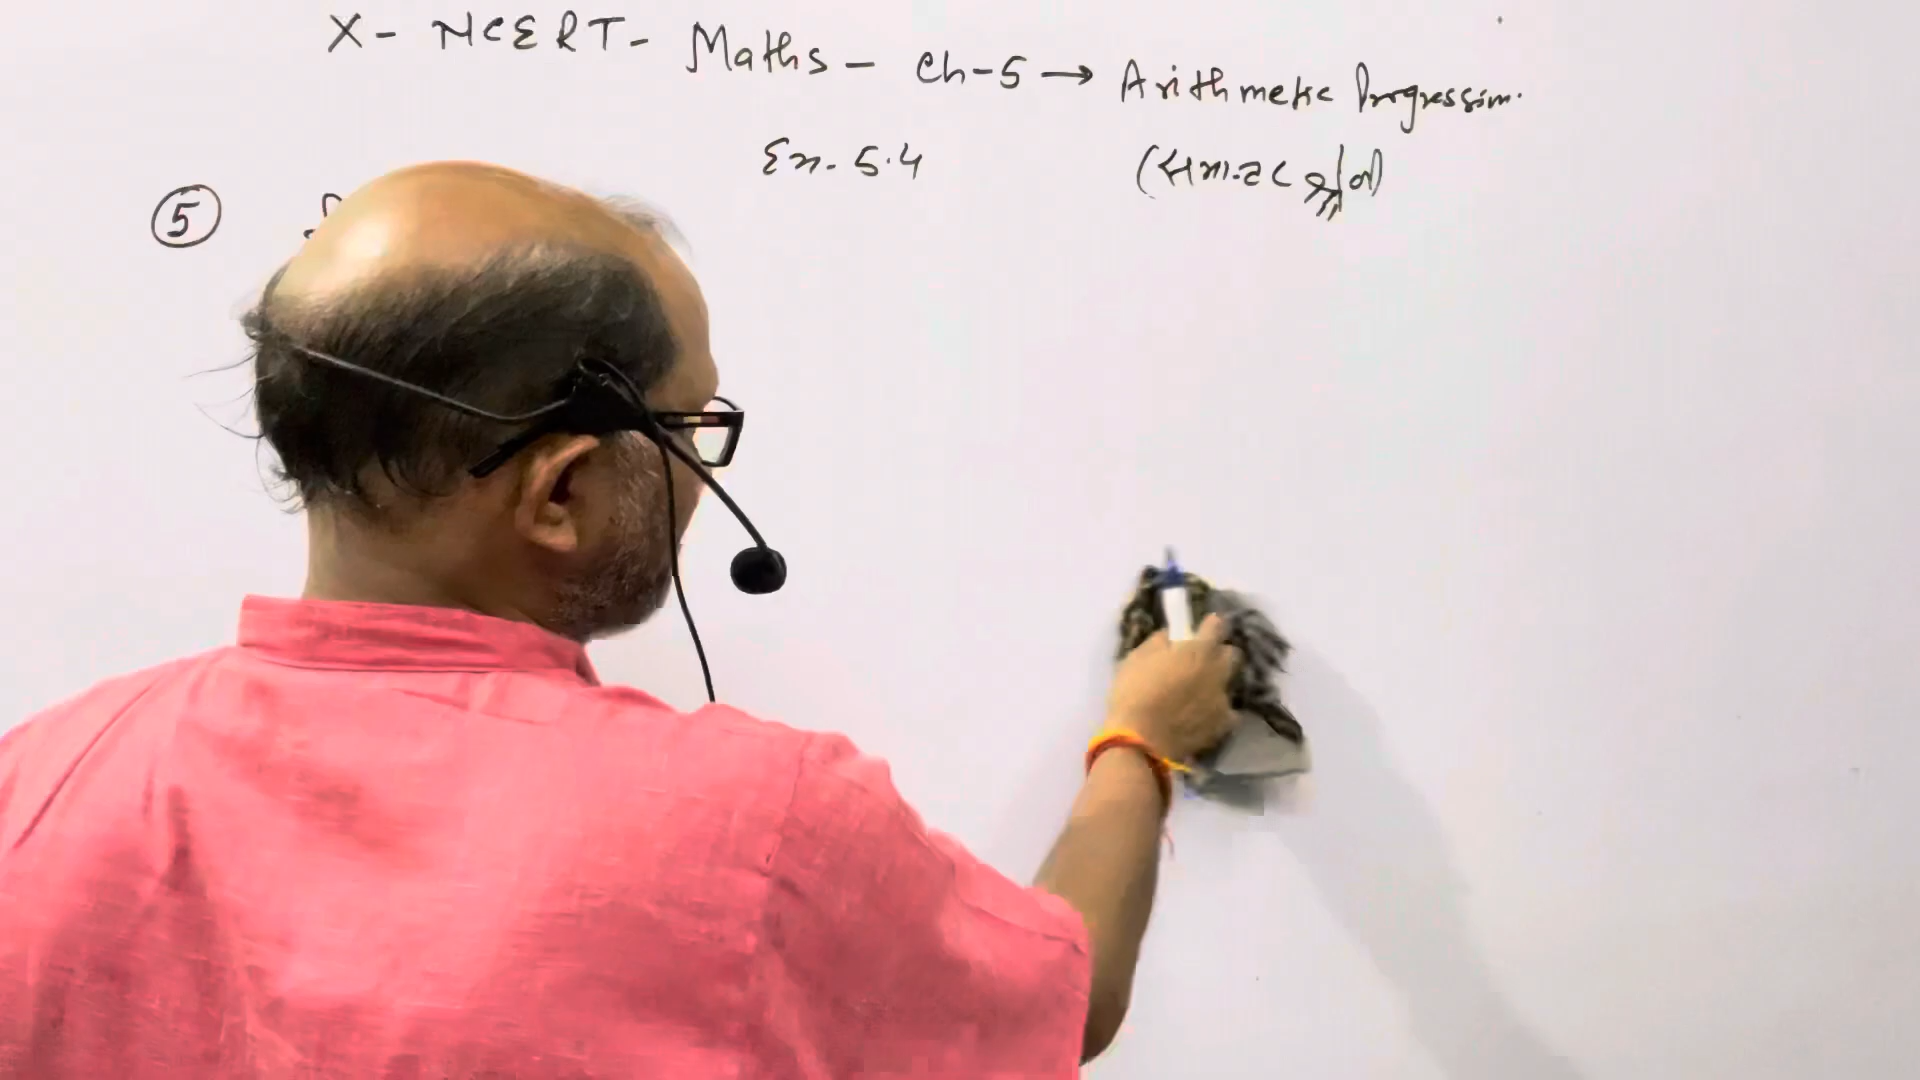 X - NCERT - Maths - Ch-5 → Arithmetic Progression.
Ex. 5.4 (समान्तर श्रेणी)
⑤